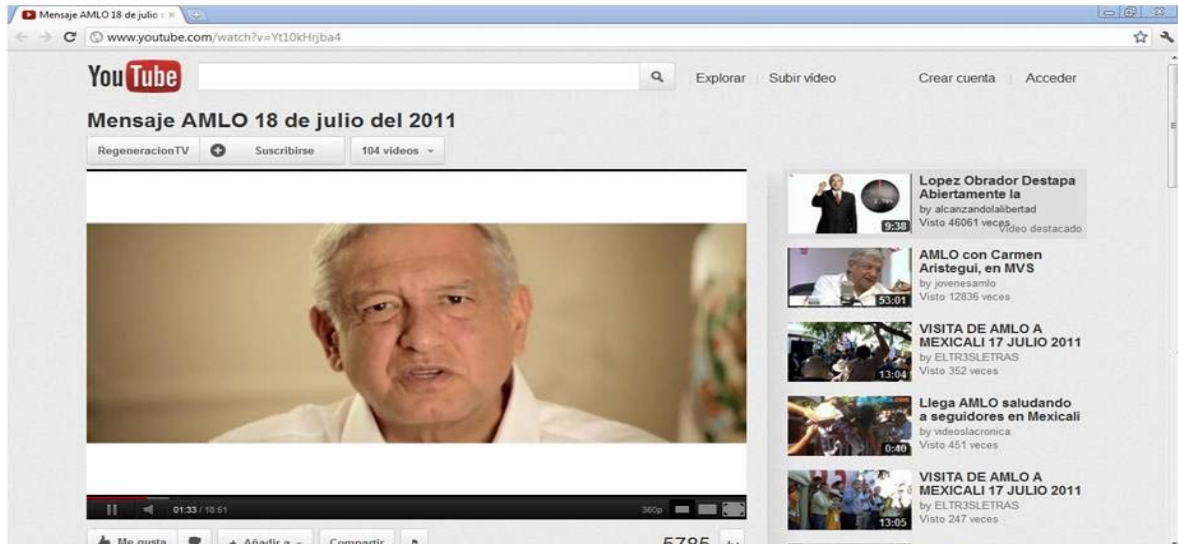 Mensaje AMLO 18 de julio
www.youtube.com/watch?v=Yt10kHrjba4
YouTube
Explorar
Subir vídeo
Crear cuenta
Acceder
Mensaje AMLO 18 de julio del 2011
RegeneracionTV
Suscribirse
104 vídeos
01:33 / 18:51
360p
Me gusta
Añadir a
Compartir
5785
Lopez Obrador Destapa
Abiertamente la
by alcanzandolalibertad
Visto 46061 veces
Vídeo destacado
9:38
AMLO con Carmen
Aristegui, en MVS
by jovenesamlo
Visto 12836 veces
53:01
VISITA DE AMLO A
MEXICALI 17 JULIO 2011
by ELTR3SLETRAS
Visto 352 veces
13:04
Llega AMLO saludando
a seguidores en Mexicali
by videoslacronica
Visto 451 veces
0:40
VISITA DE AMLO A
MEXICALI 17 JULIO 2011
by ELTR3SLETRAS
Visto 247 veces
13:05